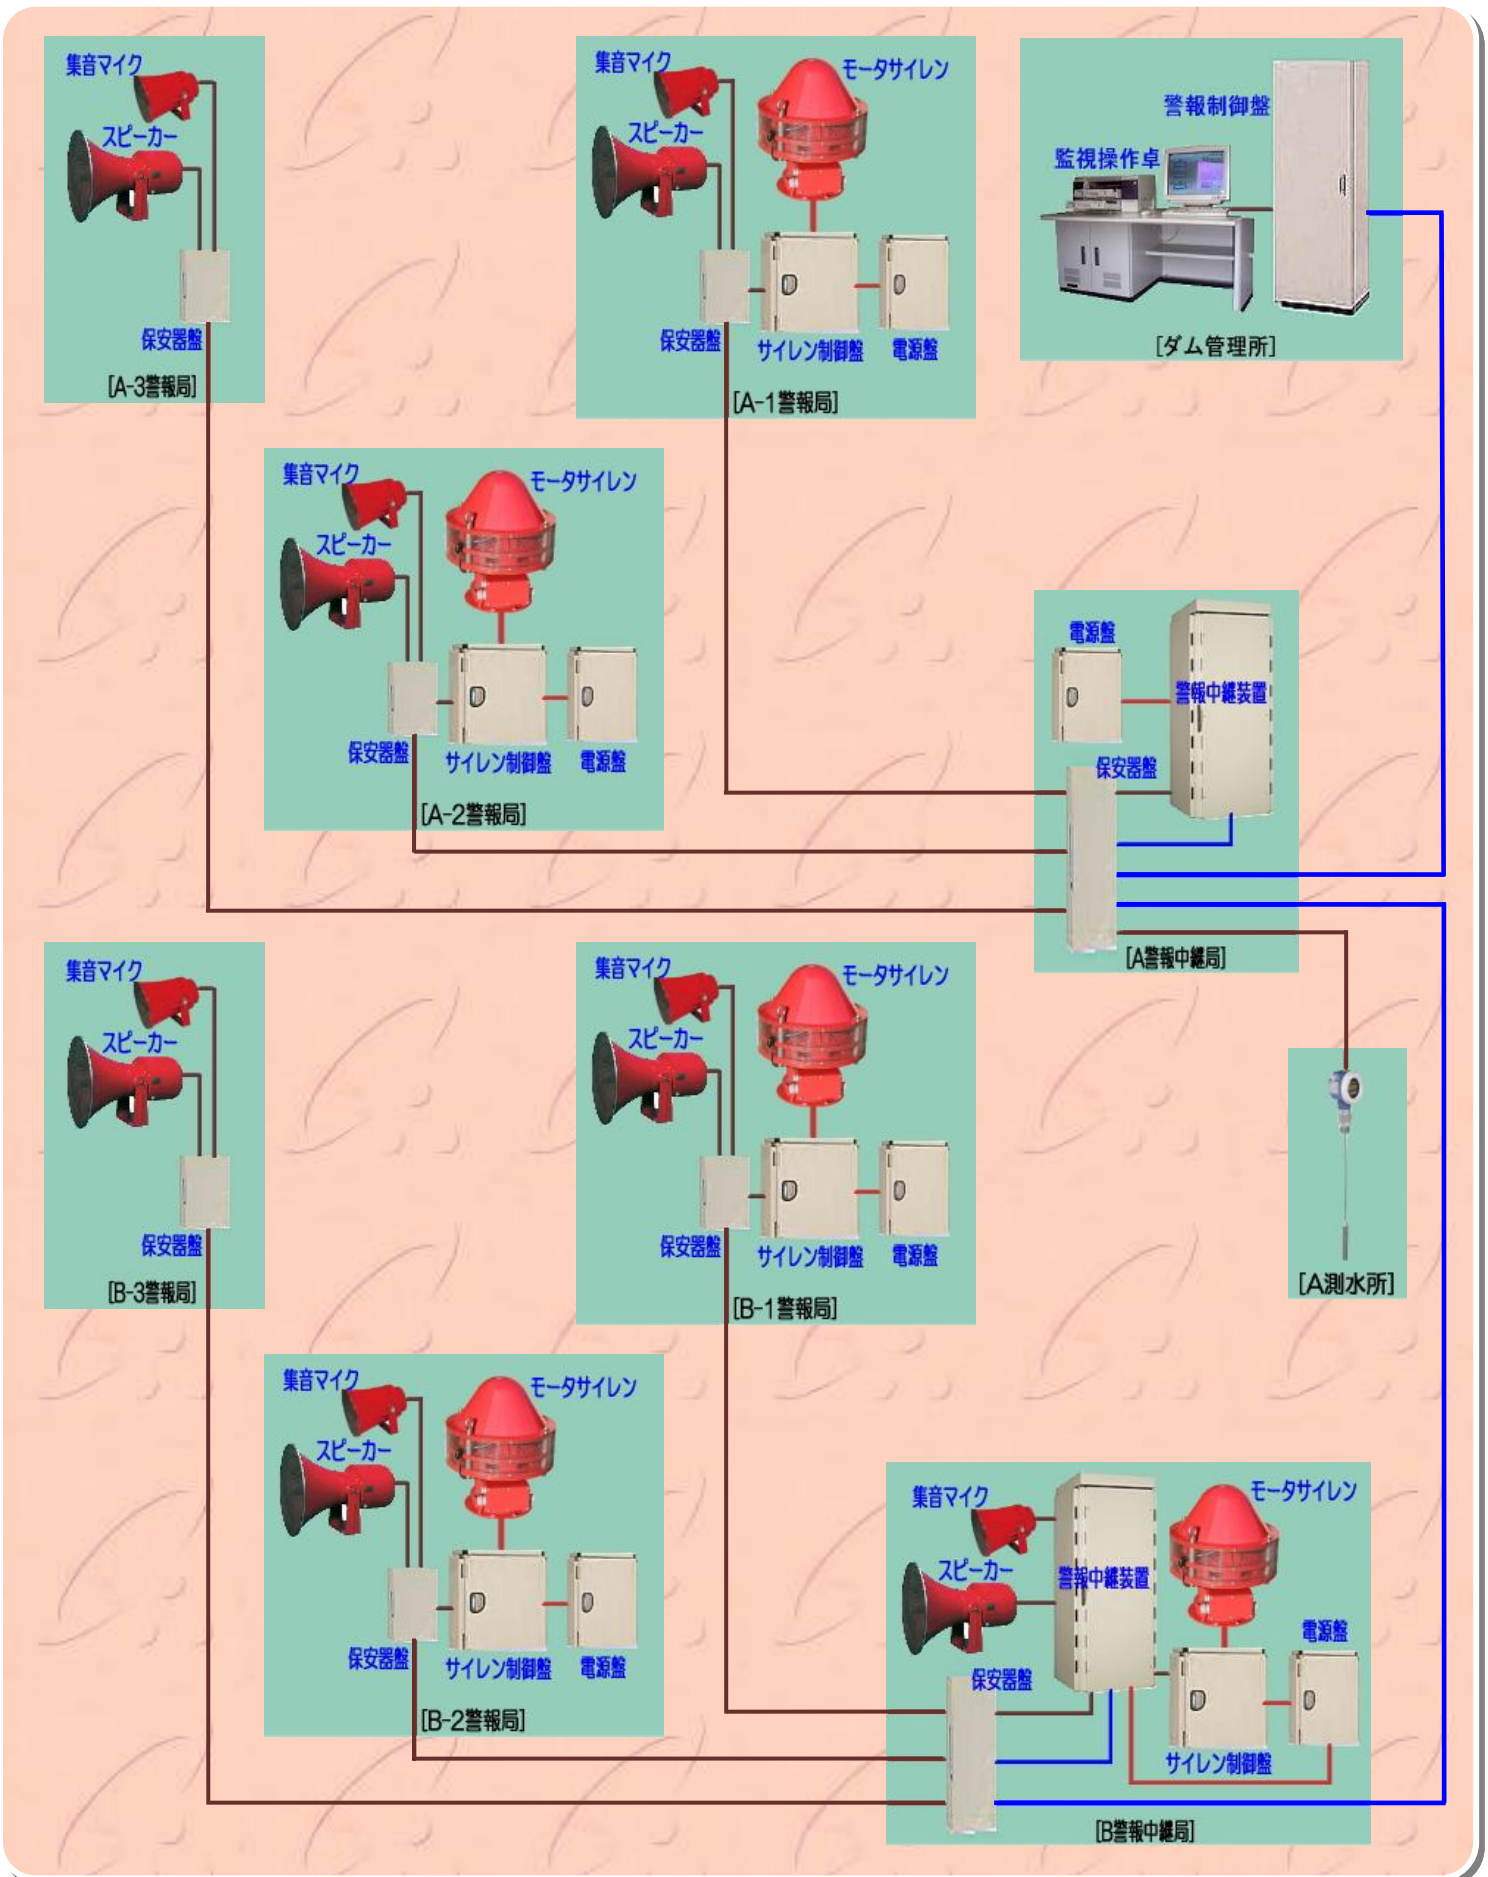 集音マイク
スピーカー
保安器盤
[A-3警報局]
集音マイク
モータサイレン
スピーカー
保安器盤
サイレン制御盤
電源盤
[A-1警報局]
警報制御盤
監視操作卓
[ダム管理所]
集音マイク
モータサイレン
スピーカー
保安器盤
サイレン制御盤
電源盤
[A-2警報局]
電源盤
警報中継装置
保安器盤
[A警報中継局]
集音マイク
スピーカー
保安器盤
[B-3警報局]
集音マイク
モータサイレン
スピーカー
保安器盤
サイレン制御盤
電源盤
[B-1警報局]
[A測水所]
集音マイク
モータサイレン
スピーカー
保安器盤
サイレン制御盤
電源盤
[B-2警報局]
集音マイク
モータサイレン
スピーカー
警報中継装置
電源盤
保安器盤
サイレン制御盤
[B警報中継局]